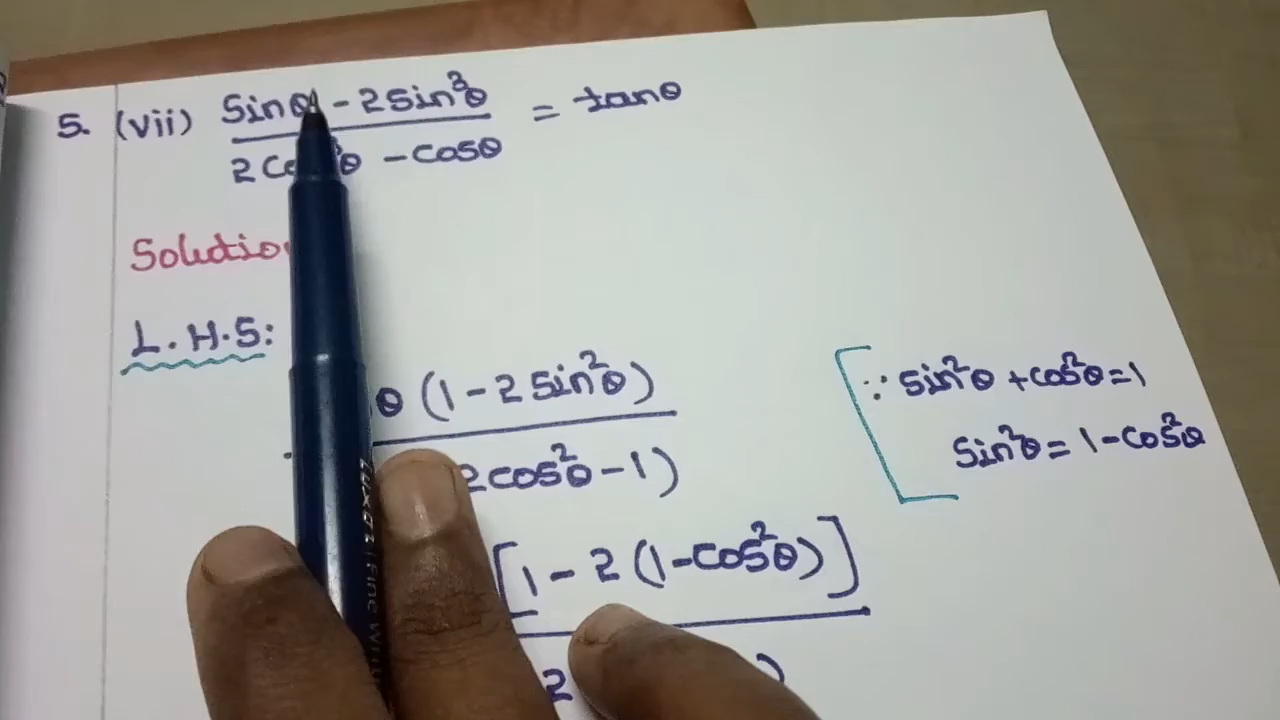 5. (vii) Sinθ - 2Sin³θ = tanθ
2Cos³θ - Cosθ
Solution
L.H.S:
θ (1 - 2Sin²θ)
2cos²θ - 1)
∵ Sin²θ + cos²θ = 1
Sin²θ = 1 - cos²θ
[1 - 2 (1 - cos²θ)]
2 )